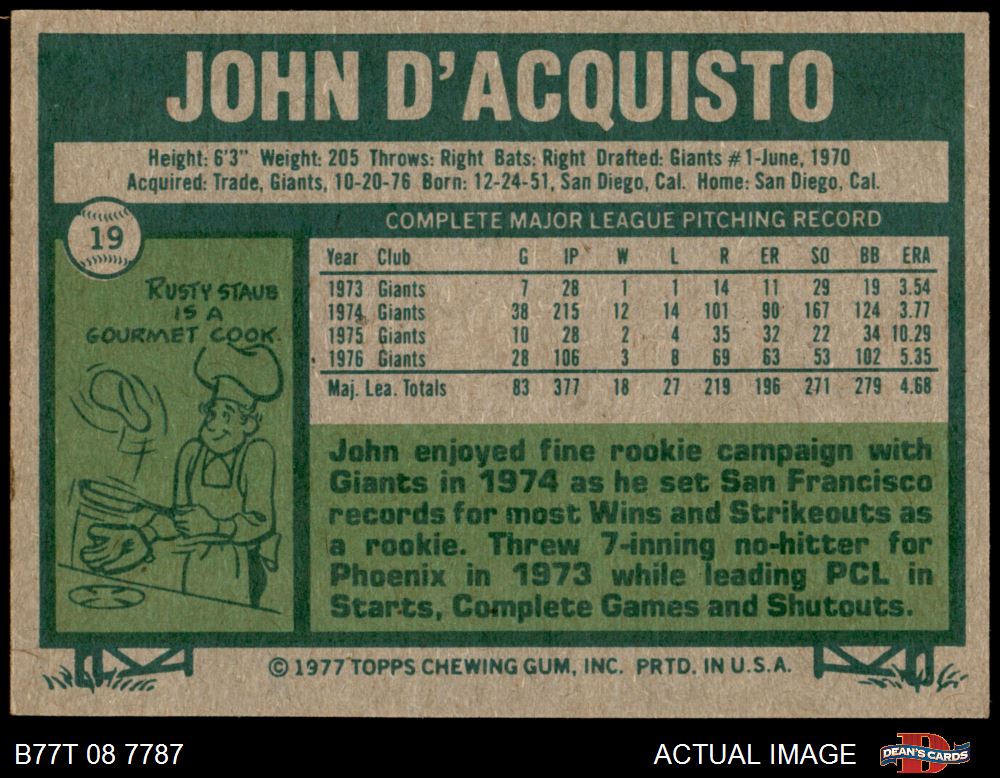 JOHN D'ACQUISTO
Height: 6'3" Weight: 205 Throws: Right Bats: Right Drafted: Giants #1-June, 1970
Acquired: Trade, Giants, 10-20-76 Born: 12-24-51, San Diego, Cal. Home: San Diego, Cal.
19
COMPLETE MAJOR LEAGUE PITCHING RECORD
RUSTY STAUB
IS A
GOURMET COOK.
Year Club G IP W L R ER SO BB ERA
1973 Giants 7 28 1 1 14 11 29 19 3.54
1974 Giants 38 215 12 14 101 90 167 124 3.77
1975 Giants 10 28 2 4 35 32 22 34 10.29
1976 Giants 28 106 3 8 69 63 53 102 5.35
Maj. Lea. Totals 83 377 18 27 219 196 271 279 4.68
John enjoyed fine rookie campaign with
Giants in 1974 as he set San Francisco
records for most Wins and Strikeouts as
a rookie. Threw 7-inning no-hitter for
Phoenix in 1973 while leading PCL in
Starts, Complete Games and Shutouts.
© 1977 TOPPS CHEWING GUM, INC. PRTD. IN U.S.A.
B77T 08 7787
ACTUAL IMAGE
D
DEAN'S CARDS